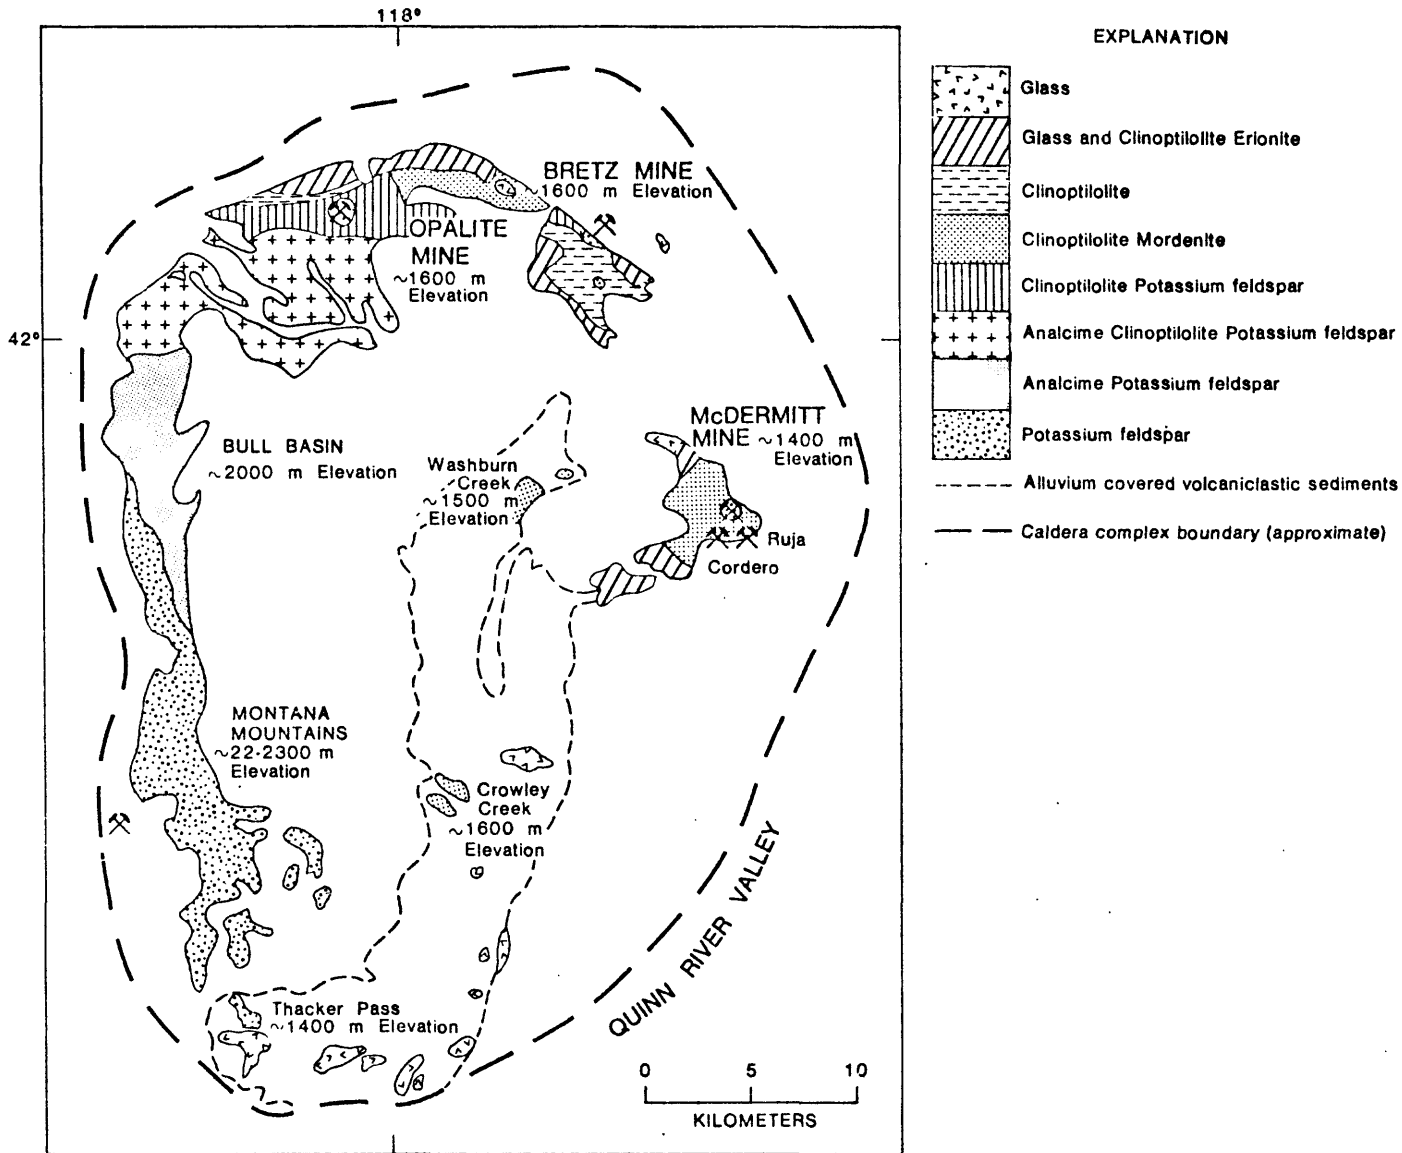 118°
42°
BRETZ MINE
~1600 m Elevation
OPALITE
MINE
~1600 m
Elevation
BULL BASIN
~2000 m Elevation
McDERMITT
MINE ~1400 m
Elevation
Washburn
Creek
~1500 m
Elevation
Ruja
Cordero
MONTANA
MOUNTAINS
~22-2300 m
Elevation
Crowley
Creek
~1600 m
Elevation
Thacker Pass
~1400 m Elevation
QUINN RIVER VALLEY
0 5 10
KILOMETERS
EXPLANATION
Glass
Glass and Clinoptilolite Erionite
Clinoptilolite
Clinoptilolite Mordenite
Clinoptilolite Potassium feldspar
Analcime Clinoptilolite Potassium feldspar
Analcime Potassium feldspar
Potassium feldspar
Alluvium covered volcaniclastic sediments
Caldera complex boundary (approximate)